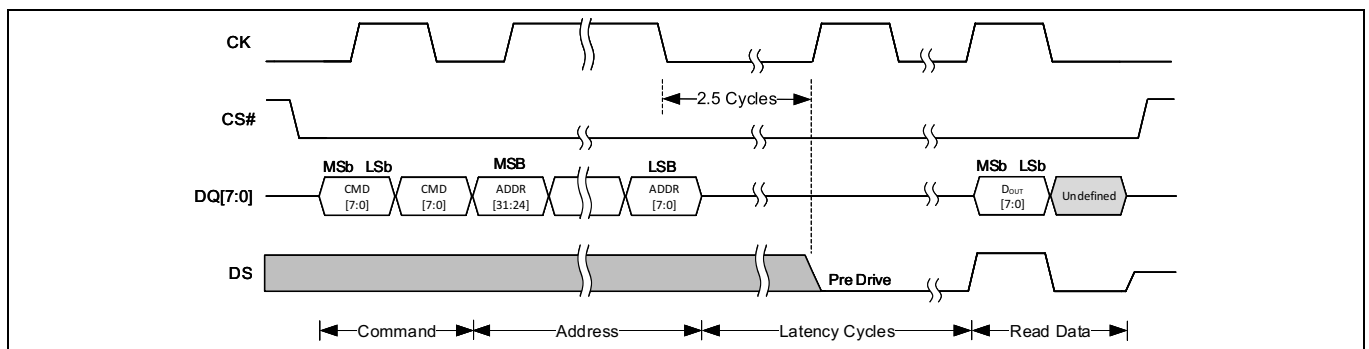 CK
2.5 Cycles
CS#
MSb LSb
MSB
LSB
MSb LSb
DQ[7:0]
CMD
[7:0]
CMD
[7:0]
ADDR
[31:24]
ADDR
[7:0]
DOUT
[7:0]
Undefined
DS
Pre Drive
Command
Address
Latency Cycles
Read Data